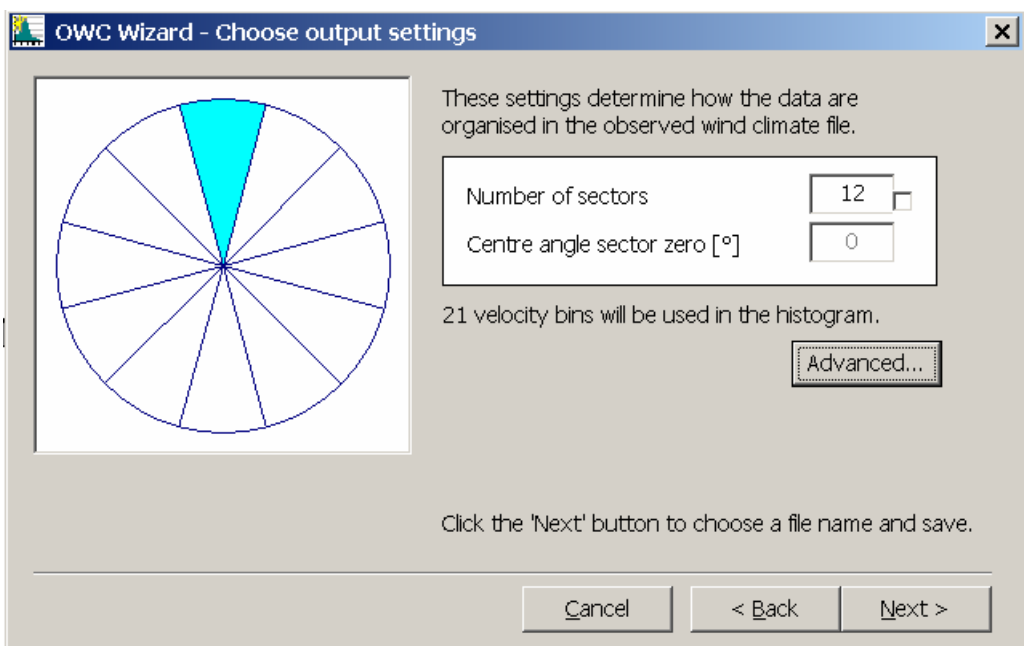 OWC Wizard - Choose output settings
These settings determine how the data are
organised in the observed wind climate file.
Number of sectors 12
Centre angle sector zero [°] 0
21 velocity bins will be used in the histogram.
Advanced...
Click the 'Next' button to choose a file name and save.
Cancel < Back Next >